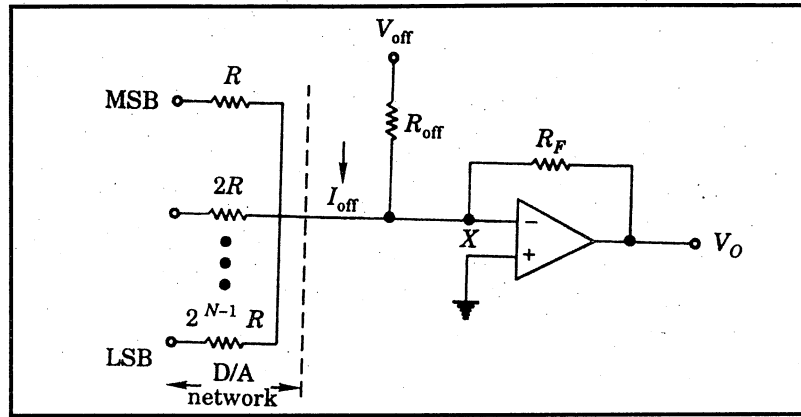 V_off
R
MSB
R_off
R_F
2R
I_off
X
−
+
V_O
2^{N-1} R
LSB
D/A
network